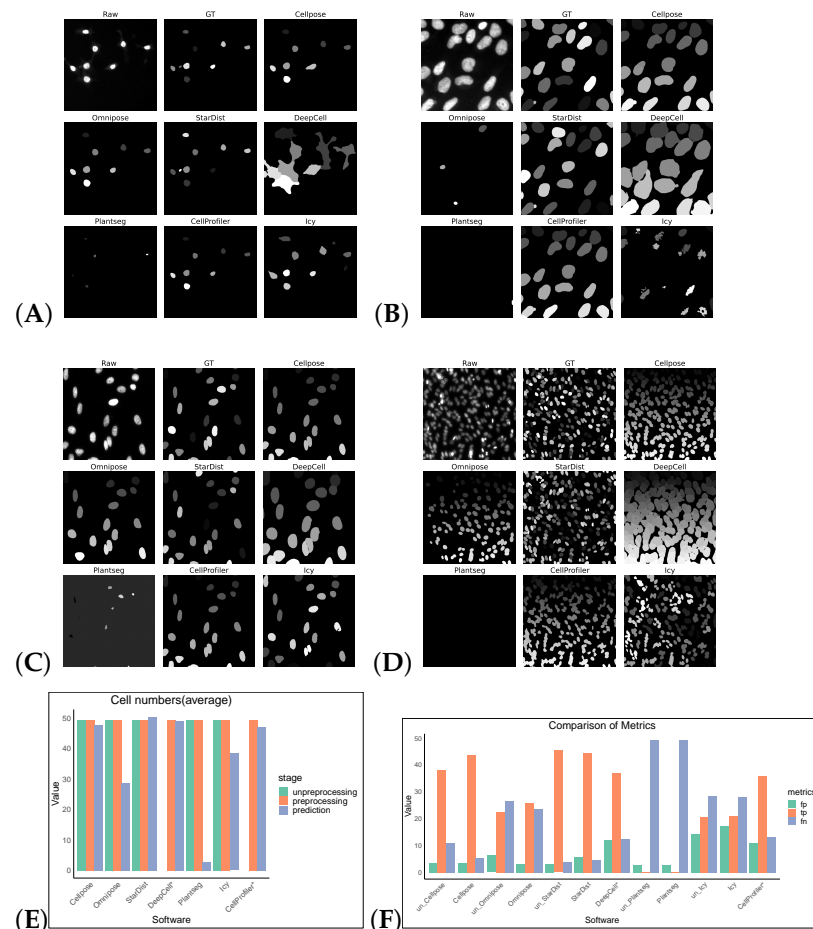 Raw GT Cellpose
Omnipose StarDist DeepCell
Plantseg CellProfiler Icy
(A)
Raw GT Cellpose
Omnipose StarDist DeepCell
Plantseg CellProfiler Icy
(B)
Raw GT Cellpose
Omnipose StarDist DeepCell
Plantseg CellProfiler Icy
(C)
Raw GT Cellpose
Omnipose StarDist DeepCell
Plantseg CellProfiler Icy
(D)
Cell numbers(average)
50
40
30
20
10
0
Value
Cellpose Omnipose StarDist DeepCell* Plantseg Icy CellProfiler*
Software
stage
unpreprocessing
preprocessing
prediction
(E)
Comparison of Metrics
50
40
30
20
10
0
Value
un_Cellpose Cellpose un_Omnipose Omnipose un_StarDist StarDist DeepCell* un_Plantseg Plantseg un_Icy Icy CellProfiler*
Software
metrics
fp
tp
fn
(F)